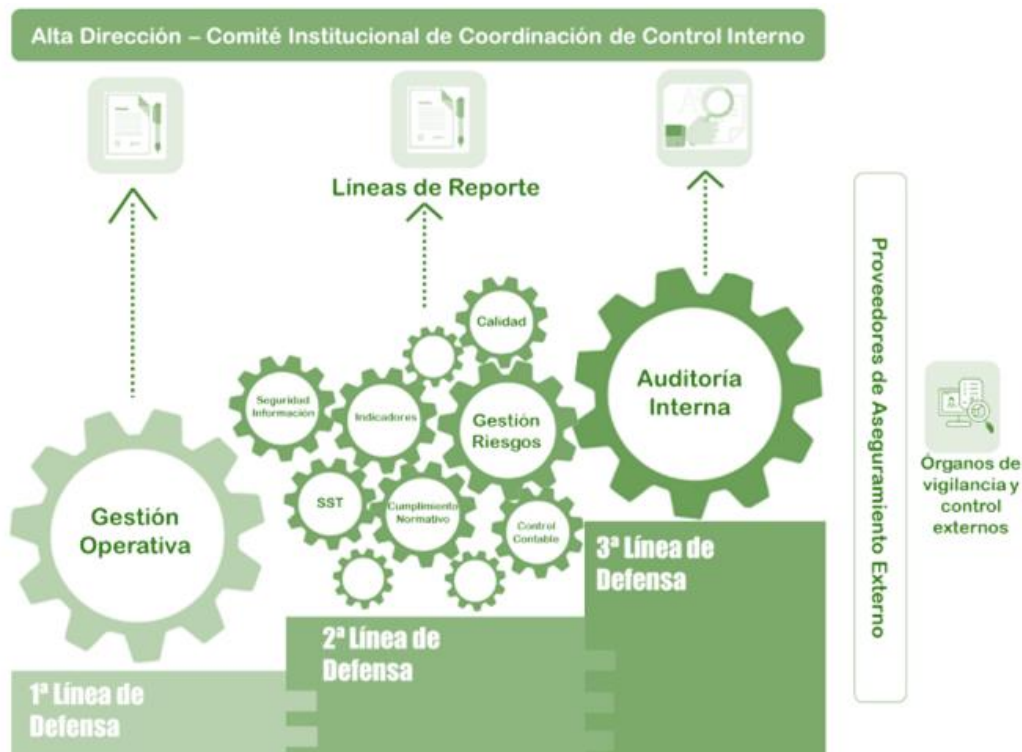 Alta Dirección – Comité Institucional de Coordinación de Control Interno
Líneas de Reporte
Calidad
Seguridad
Información
Indicadores
Gestión
Riesgos
Auditoría
Interna
SST
Cumplimiento
Normativo
Control
Contable
Gestión
Operativa
1ª Línea de
Defensa
2ª Línea de
Defensa
3ª Línea de
Defensa
Proveedores de Aseguramiento Externo
Órganos de
vigilancia y
control
externos